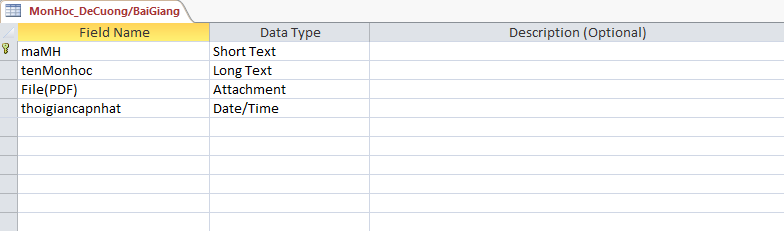 MonHoc_DeCuong/BaiGiang
Field Name Data Type Description (Optional)
maMH Short Text
tenMonhoc Long Text
File(PDF) Attachment
thoigiancapnhat Date/Time